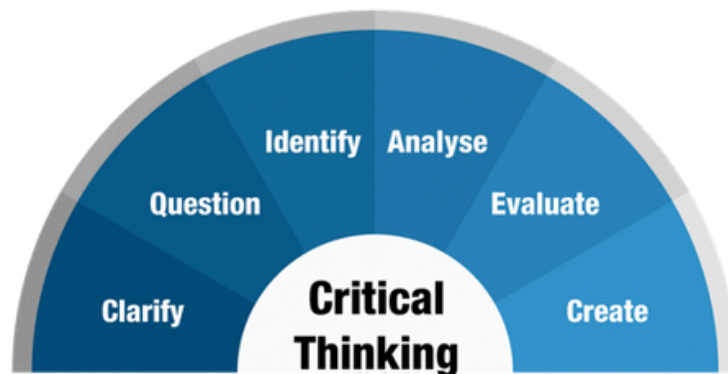 Clarify
Question
Identify
Analyse
Evaluate
Create
Critical
Thinking